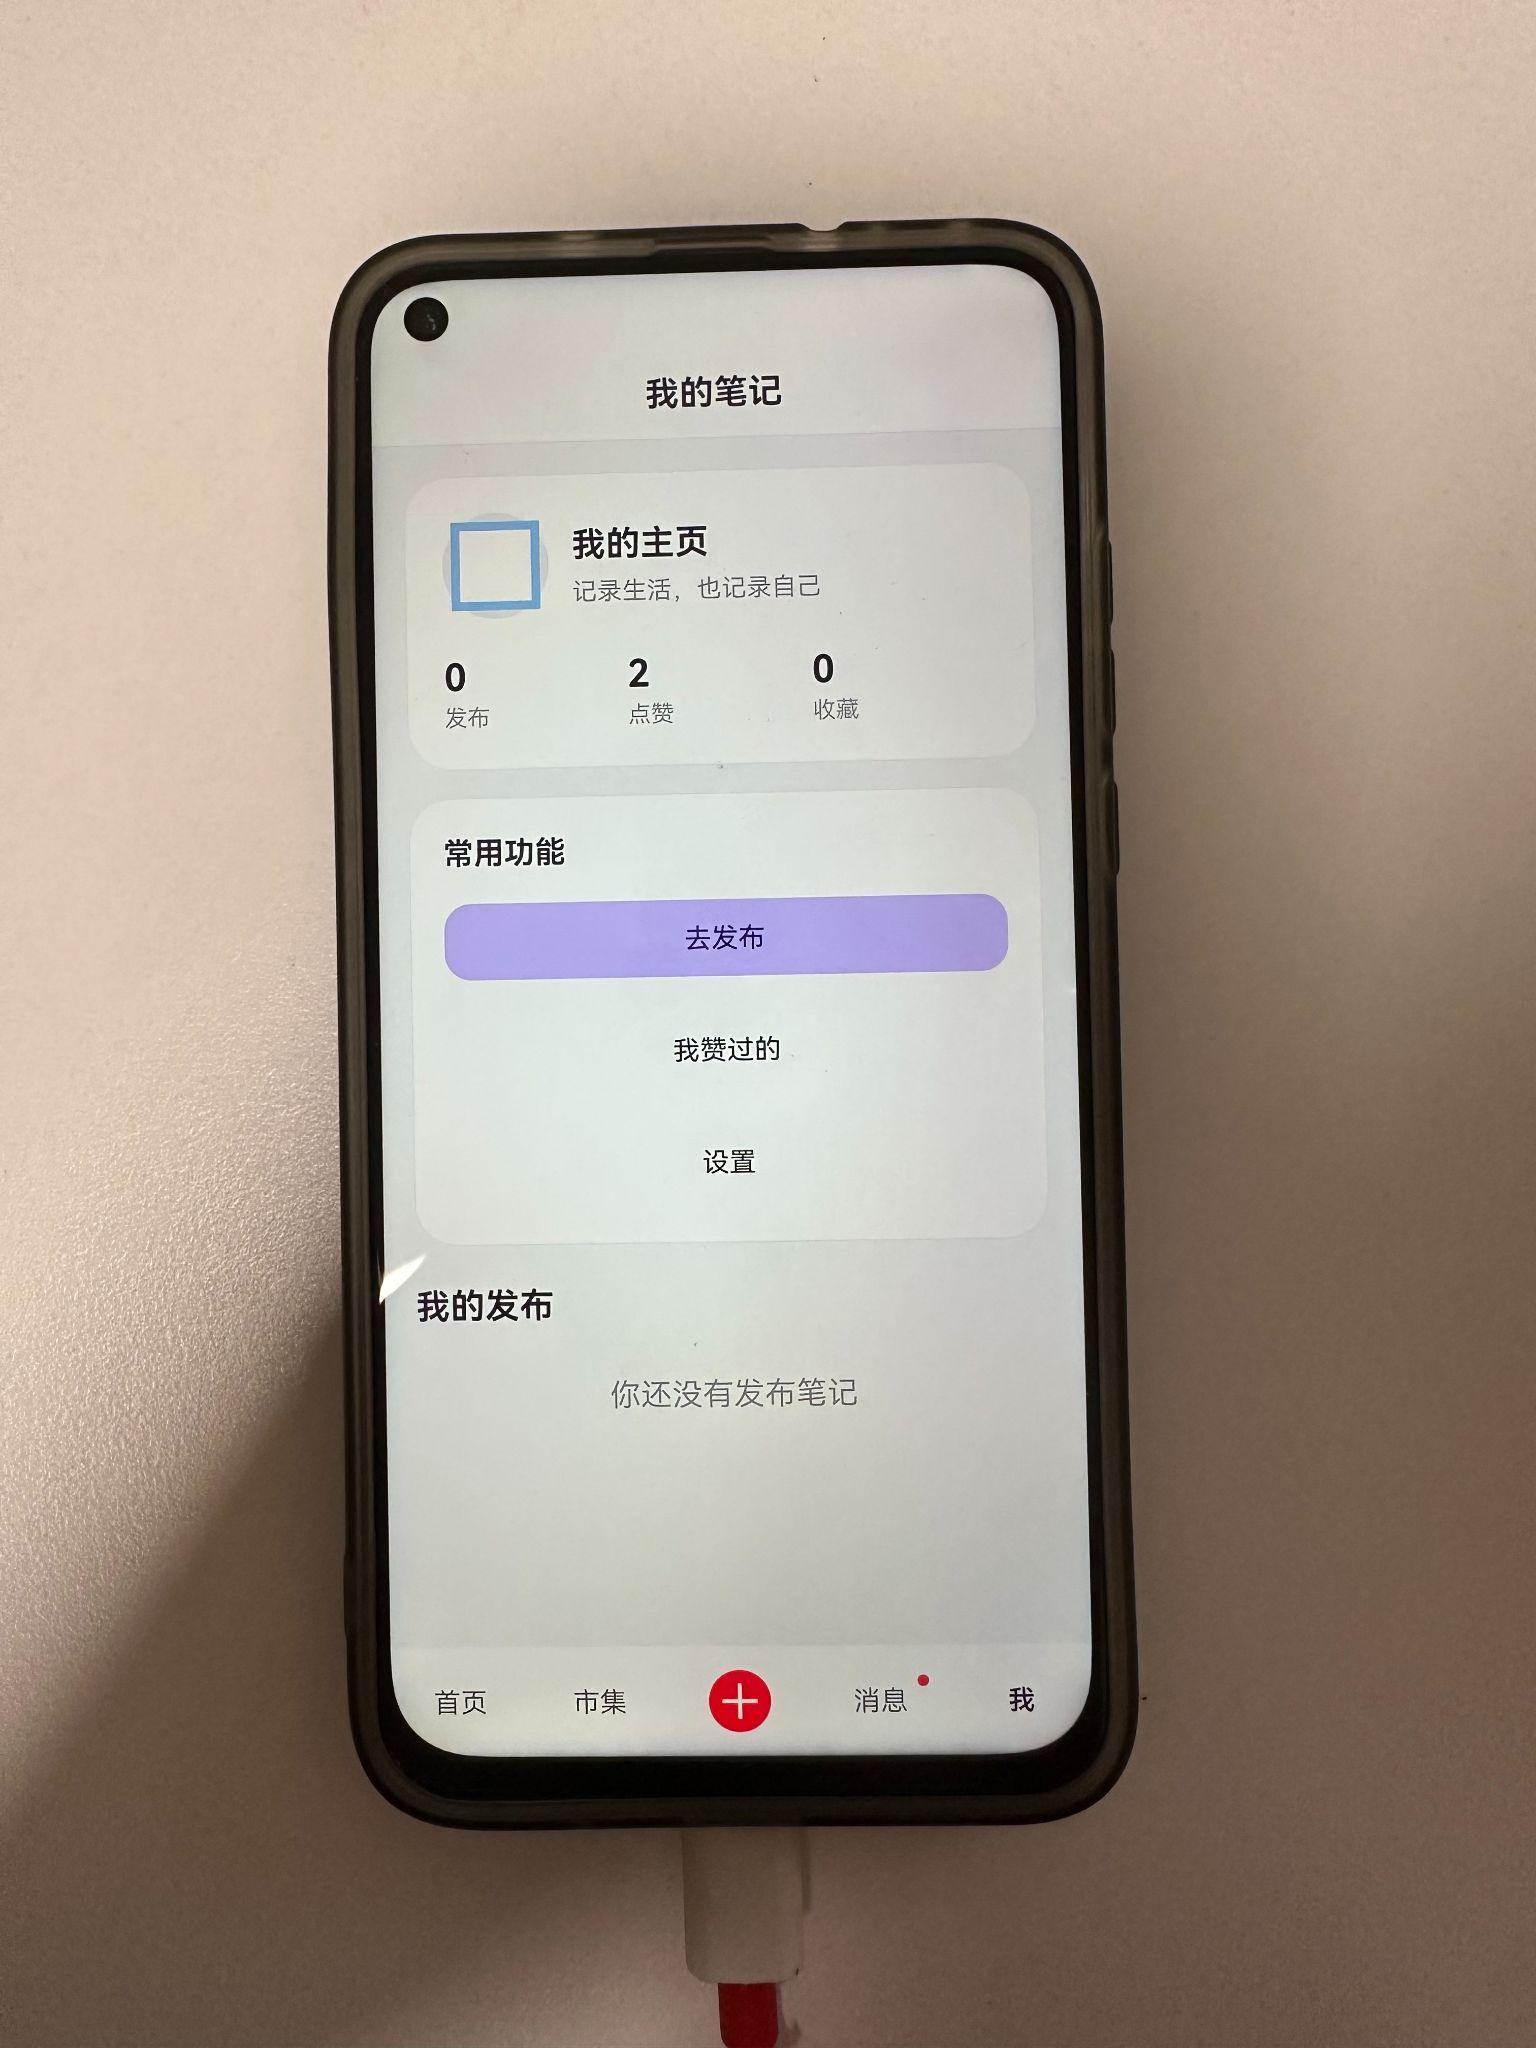 我的笔记
我的主页
记录生活，也记录自己
0 2 0
发布 点赞 收藏
常用功能
去发布
我赞过的
设置
我的发布
你还没有发布笔记
首页 市集 消息 我